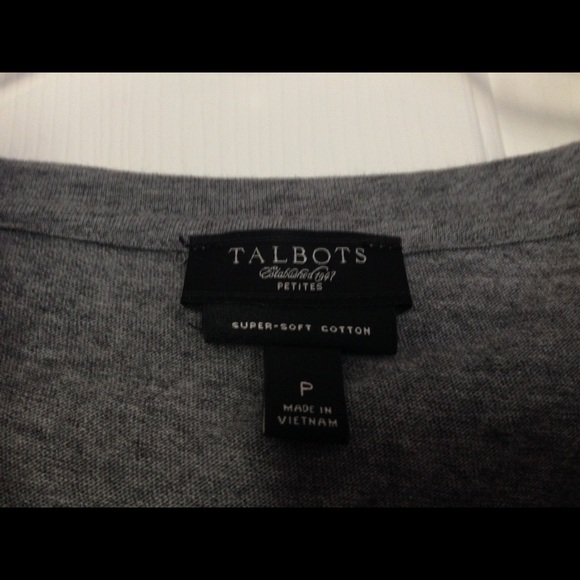 TALBOTS
Established 1947
PETITES
SUPER-SOFT COTTON
P
MADE IN
VIETNAM